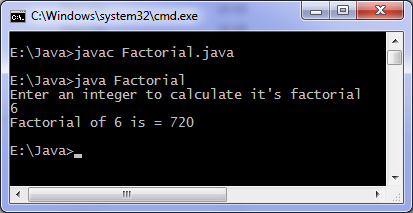 C:\Windows\system32\cmd.exe
E:\Java>javac Factorial.java
E:\Java>java Factorial
Enter an integer to calculate it's factorial
6
Factorial of 6 is = 720
E:\Java>_